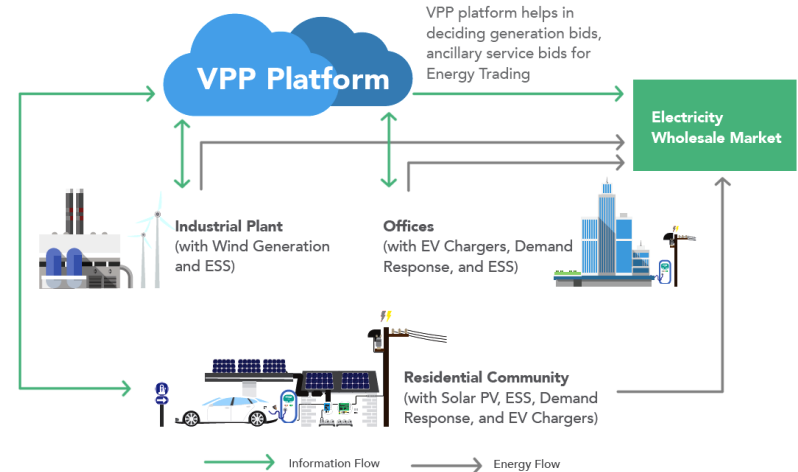 VPP platform helps in
deciding generation bids,
ancillary service bids for
Energy Trading
VPP Platform
Electricity
Wholesale Market
Industrial Plant
(with Wind Generation
and ESS)
Offices
(with EV Chargers, Demand
Response, and ESS)
Residential Community
(with Solar PV, ESS, Demand
Response, and EV Chargers)
Information Flow
Energy Flow